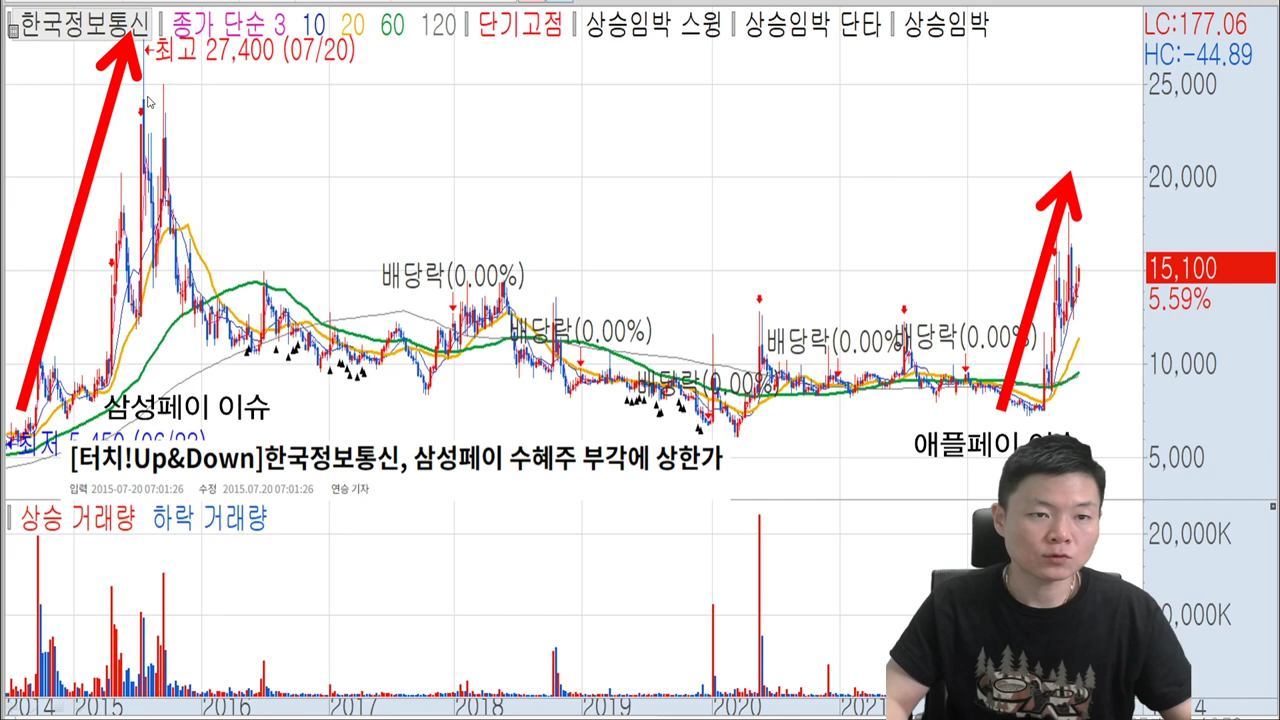 한국정보통신 종가 단순 3 10 20 60 120 단기고점 상승임박 스윙 상승임박 단타 상승임박
LC:177.06
HC:-44.89
←최고 27,400 (07/20)
25,000
20,000
15,100
5.59%
10,000
5,000
배당락(0.00%)
배당락(0.00%)
배당락(0.00%)
배당락(0.00%)
배당락(0.00%)
삼성페이 이슈
애플페이
[터치!Up&Down]한국정보통신, 삼성페이 수혜주 부각에 상한가
입력 2015-07-20 07:01:26 수정 2015.07.20 07:01:26 연승 기자
상승 거래량 하락 거래량
20,000K
2014 2015 2016 2017 2018 2019 2020 2021